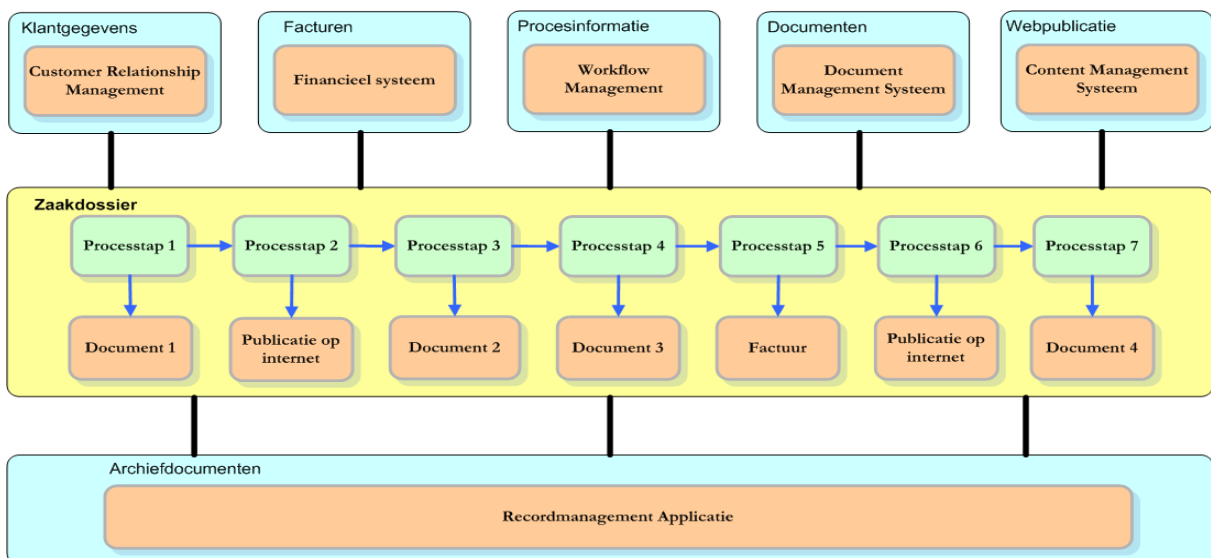 Klantgegevens
Customer Relationship
Management
Facturen
Financieel systeem
Procesinformatie
Workflow
Management
Documenten
Document
Management Systeem
Webpublicatie
Content Management
Systeem
Zaakdossier
Processtap 1
Processtap 2
Processtap 3
Processtap 4
Processtap 5
Processtap 6
Processtap 7
Document 1
Publicatie op
internet
Document 2
Document 3
Factuur
Publicatie op
internet
Document 4
Archiefdocumenten
Recordmanagement Applicatie